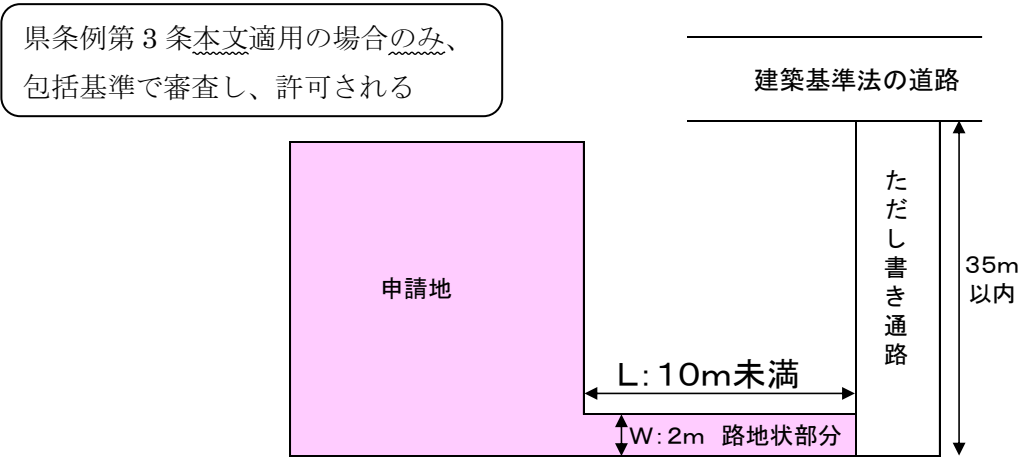 県条例第３条本文適用の場合のみ、
包括基準で審査し、許可される
建築基準法の道路
ただし書き通路
35m
以内
申請地
L：10m未満
W：2m 路地状部分